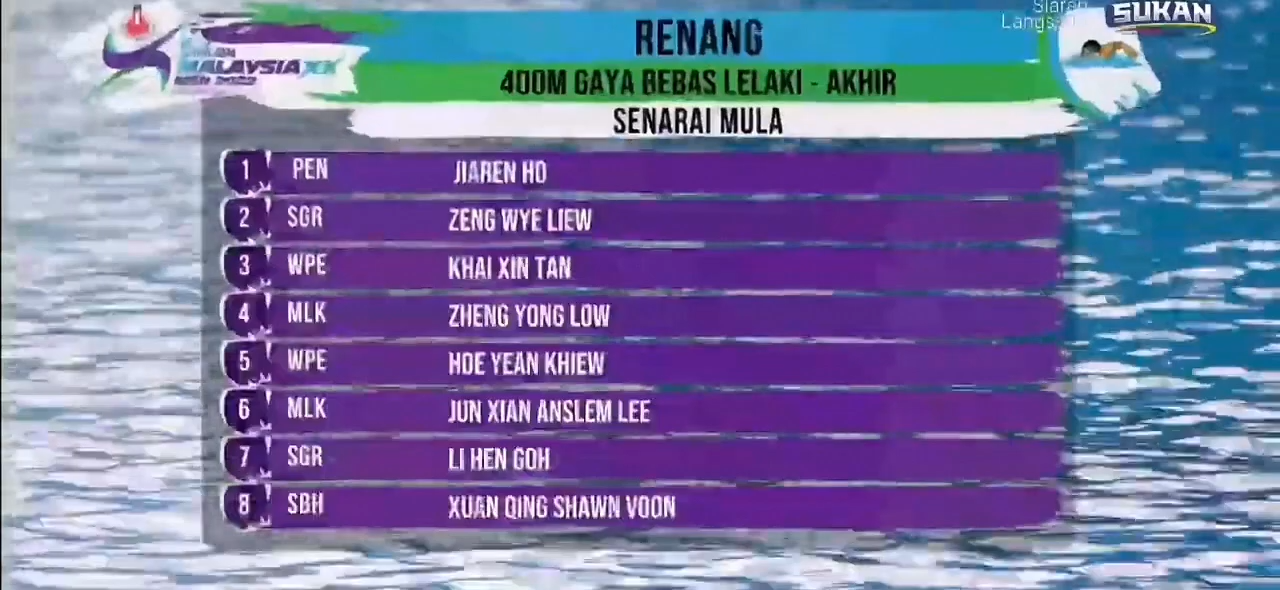 Siaran
Langsung
SUKAN
MALAYSIA XX
RENANG
400M GAYA BEBAS LELAKI - AKHIR
SENARAI MULA
1 PEN JIAREN HO
2 SGR ZENG WYE LIEW
3 WPE KHAI XIN TAN
4 MLK ZHENG YONG LOW
5 WPE HOE YEAN KHIEW
6 MLK JUN XIAN ANSLEM LEE
7 SGR LI HEN GOH
8 SBH XUAN QING SHAWN VOON